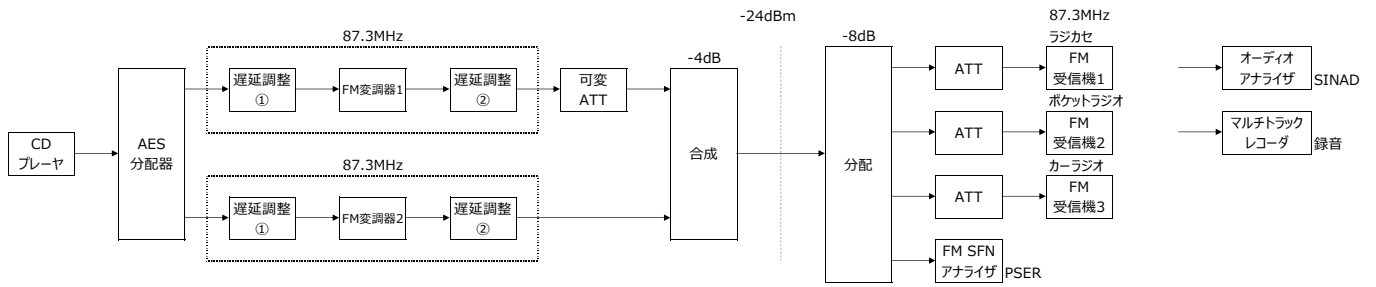 -24dBm
87.3MHz
87.3MHz
ラジカセ
-4dB
-8dB
遅延調整
①
FM変調器1
遅延調整
②
可変
ATT
ATT
FM
受信機1
オーディオ
アナライザ
SINAD
ポケットラジオ
CD
プレーヤ
AES
分配器
合成
分配
ATT
FM
受信機2
マルチトラック
レコーダ
録音
87.3MHz
カーラジオ
遅延調整
①
FM変調器2
遅延調整
②
ATT
FM
受信機3
FM SFN
アナライザ
PSER